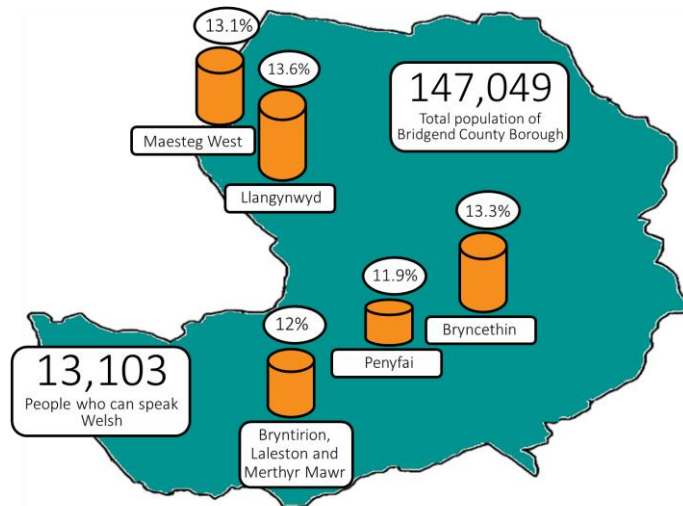 13.1%
Maesteg West
13.6%
Llangynwyd
147,049
Total population of
Bridgend County Borough
13.3%
Bryncethin
11.9%
Penyfai
12%
Bryntirion,
Laleston and
Merthyr Mawr
13,103
People who can speak
Welsh